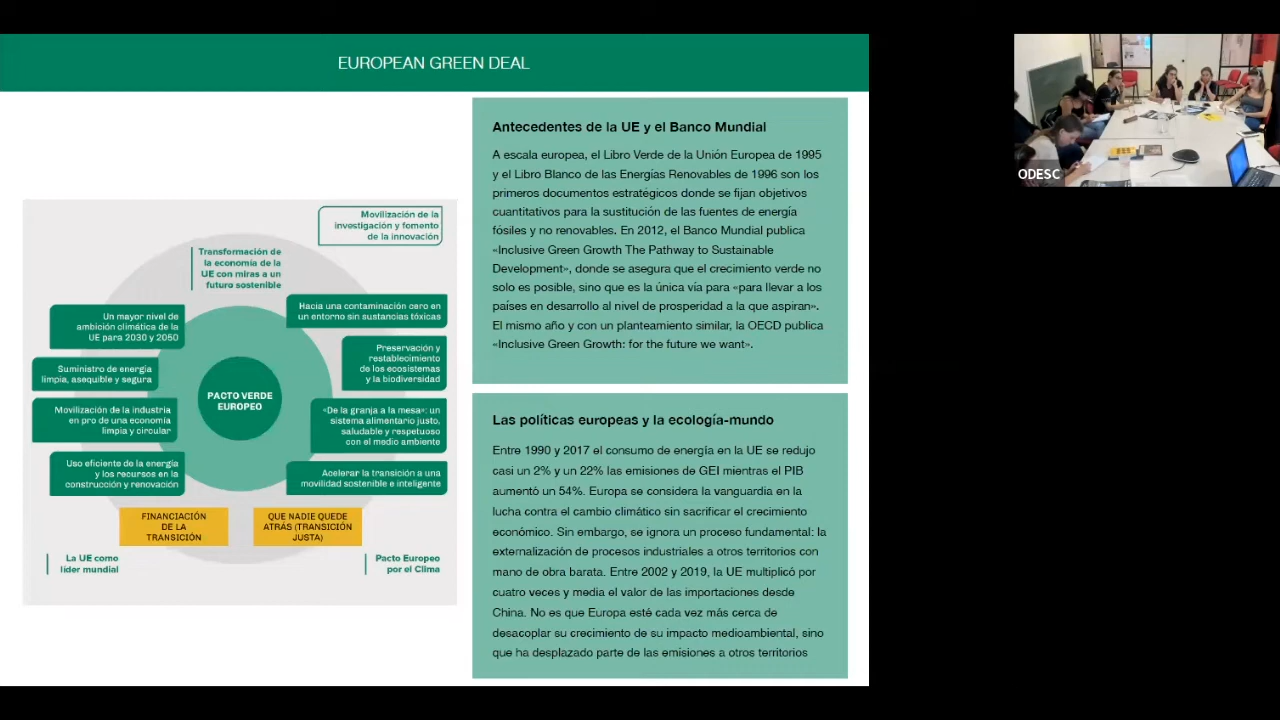 EUROPEAN GREEN DEAL
Movilización de la
investigación y fomento
de la innovación
Transformación de
la economía de la
UE con miras a un
futuro sostenible
Un mayor nivel de
ambición climática de la
UE para 2030 y 2050
Suministro de energía
limpia, asequible y segura
Movilización de la industria
en pro de una economía
limpia y circular
Uso eficiente de la energía
y los recursos en la
construcción y renovación
PACTO VERDE
EUROPEO
Hacia una contaminación cero en
un entorno sin sustancias tóxicas
Preservación y
restablecimiento
de los ecosistemas
y la biodiversidad
«De la granja a la mesa»: un
sistema alimentario justo,
saludable y respetuoso
con el medio ambiente
Acelerar la transición a una
movilidad sostenible e inteligente
FINANCIACIÓN
DE LA
TRANSICIÓN
QUE NADIE QUEDE
ATRÁS (TRANSICIÓN
JUSTA)
La UE como
líder mundial
Pacto Europeo
por el Clima
Antecedentes de la UE y el Banco Mundial
A escala europea, el Libro Verde de la Unión Europea de 1995
y el Libro Blanco de las Energías Renovables de 1996 son los
primeros documentos estratégicos donde se fijan objetivos
cuantitativos para la sustitución de las fuentes de energía
fósiles y no renovables. En 2012, el Banco Mundial publica
«Inclusive Green Growth The Pathway to Sustainable
Development», donde se asegura que el crecimiento verde no
solo es posible, sino que es la única vía para «para llevar a los
países en desarrollo al nivel de prosperidad a la que aspiran».
El mismo año y con un planteamiento similar, la OECD publica
«Inclusive Green Growth: for the future we want».
Las políticas europeas y la ecología-mundo
Entre 1990 y 2017 el consumo de energía en la UE se redujo
casi un 2% y un 22% las emisiones de GEI mientras el PIB
aumentó un 54%. Europa se considera la vanguardia en la
lucha contra el cambio climático sin sacrificar el crecimiento
económico. Sin embargo, se ignora un proceso fundamental: la
externalización de procesos industriales a otros territorios con
mano de obra barata. Entre 2002 y 2019, la UE multiplicó por
cuatro veces y media el valor de las importaciones desde
China. No es que Europa esté cada vez más cerca de
desacoplar su crecimiento de su impacto medioambiental, sino
que ha desplazado parte de las emisiones a otros territorios
ODESC